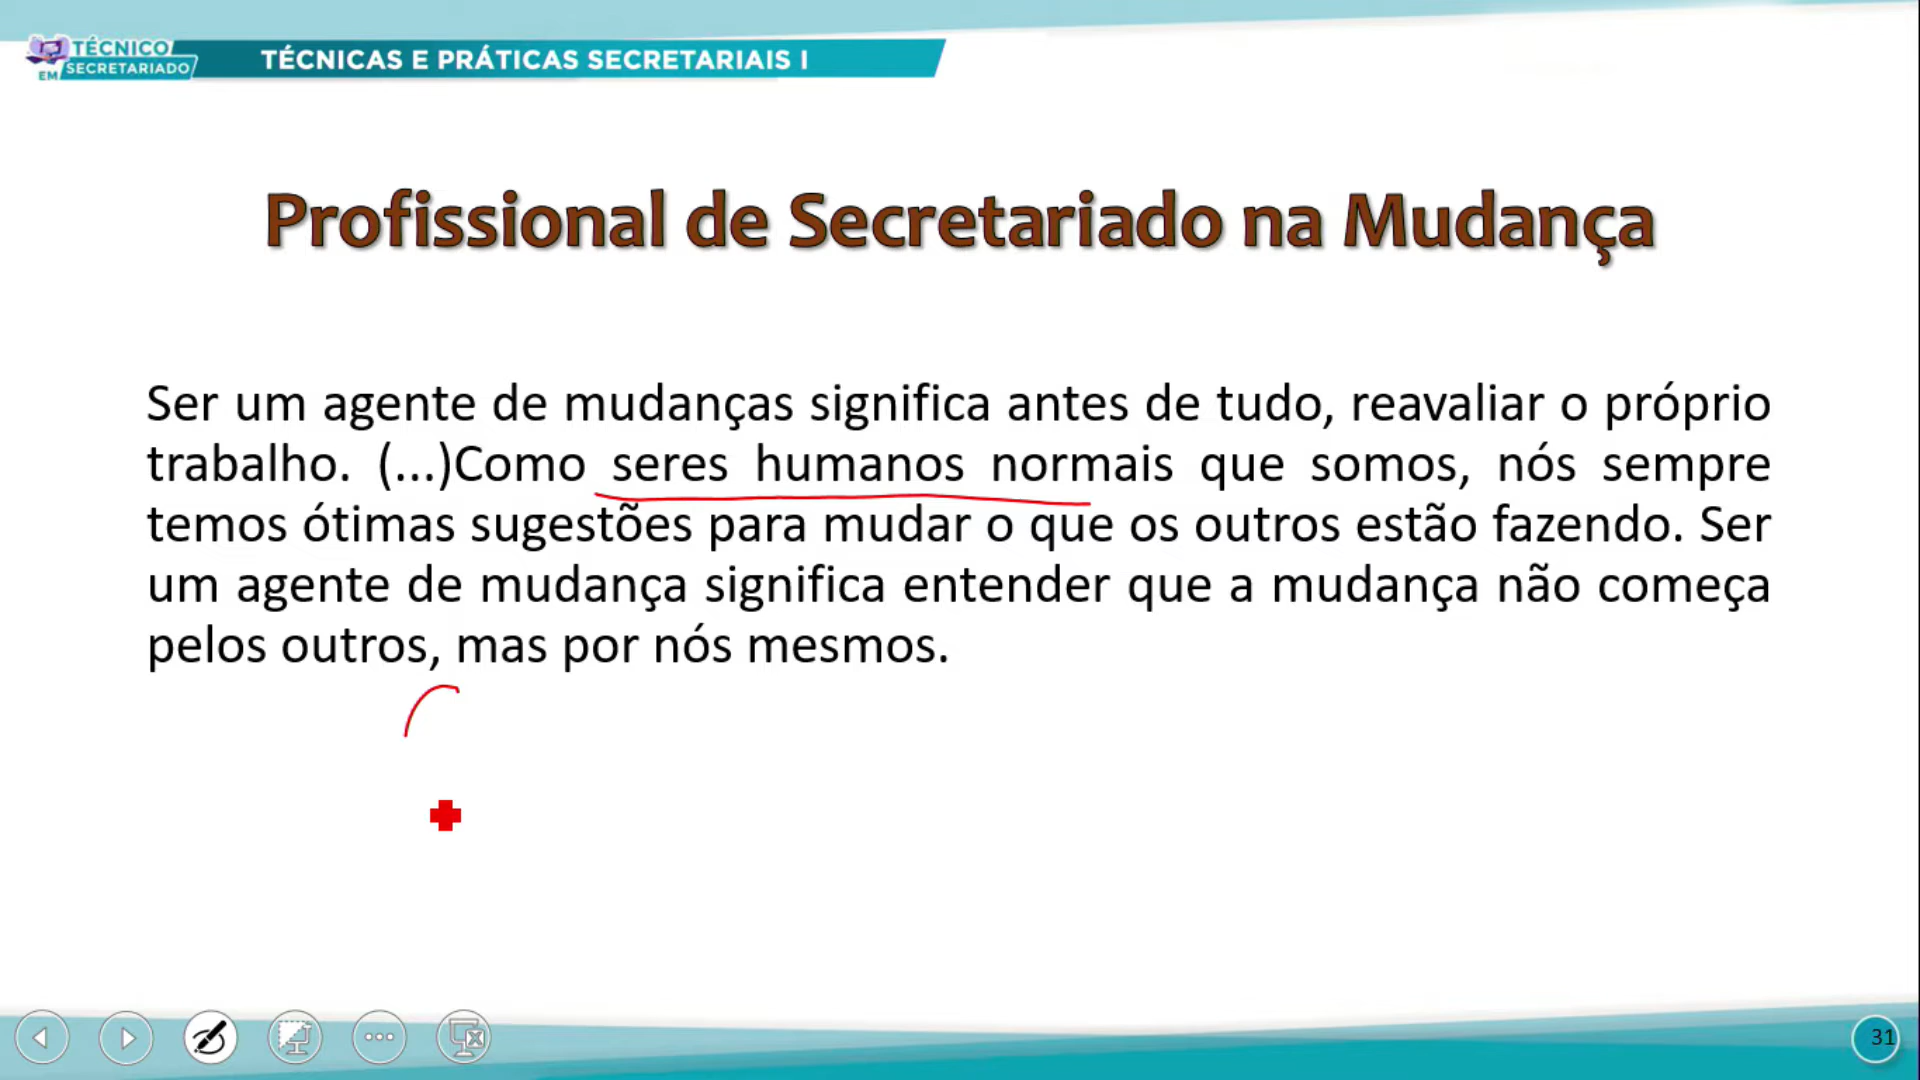 TÉCNICO
EM SECRETARIADO
TÉCNICAS E PRÁTICAS SECRETARIAIS I
Profissional de Secretariado na Mudança
Ser um agente de mudanças significa antes de tudo, reavaliar o próprio
trabalho. (...)Como seres humanos normais que somos, nós sempre
temos ótimas sugestões para mudar o que os outros estão fazendo. Ser
um agente de mudança significa entender que a mudança não começa
pelos outros, mas por nós mesmos.
31